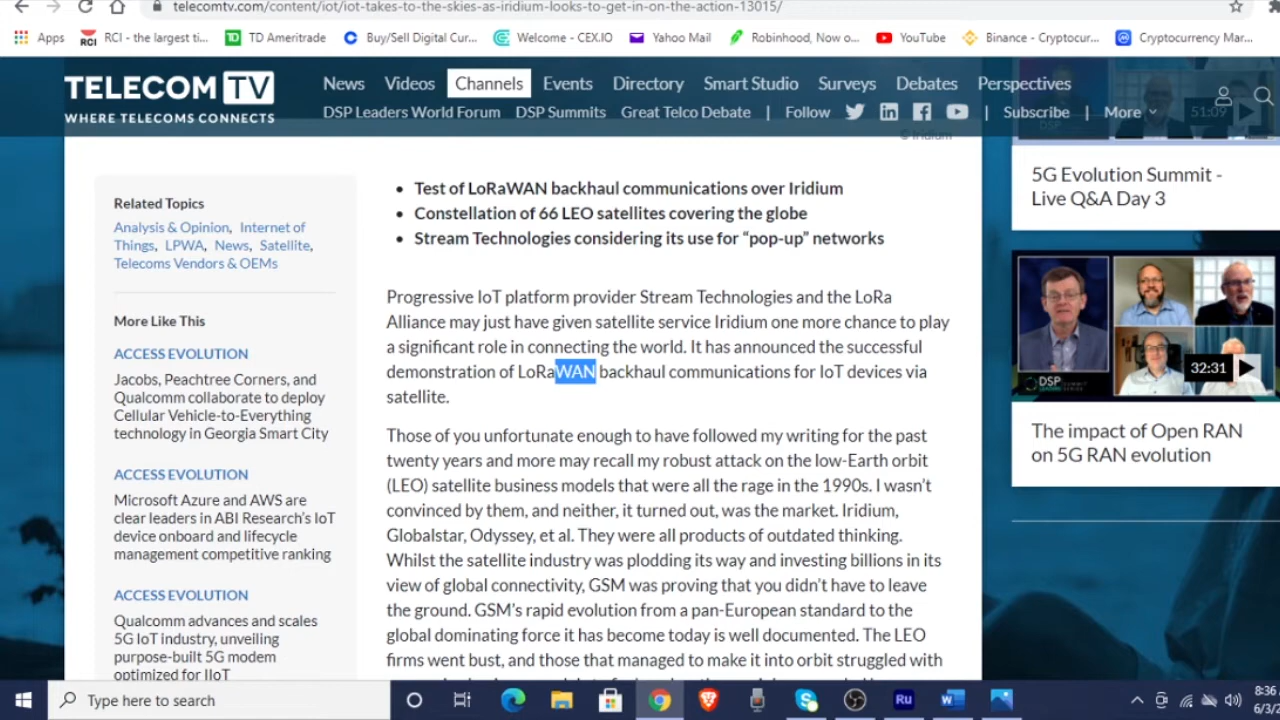 telecomtv.com/content/iot/iot-takes-to-the-skies-as-iridium-looks-to-get-in-on-the-action-13015/
Apps
RCI RCI - the largest ti...
TD Ameritrade
Buy/Sell Digital Cur...
Welcome - CEX.IO
Yahoo Mail
Robinhood, Now o...
YouTube
Binance - Cryptocur...
Cryptocurrency Mar...
TELECOM TV
WHERE TELECOMS CONNECTS
News Videos Channels Events Directory Smart Studio Surveys Debates Perspectives
DSP Leaders World Forum DSP Summits Great Telco Debate | Follow | Subscribe | More
© Iridium
Related Topics
Analysis & Opinion, Internet of
Things, LPWA, News, Satellite,
Telecoms Vendors & OEMs
More Like This
ACCESS EVOLUTION
Jacobs, Peachtree Corners, and
Qualcomm collaborate to deploy
Cellular Vehicle-to-Everything
technology in Georgia Smart City
ACCESS EVOLUTION
Microsoft Azure and AWS are
clear leaders in ABI Research's IoT
device onboard and lifecycle
management competitive ranking
ACCESS EVOLUTION
Qualcomm advances and scales
5G IoT industry, unveiling
purpose-built 5G modem
optimized for IIoT
• Test of LoRaWAN backhaul communications over Iridium
• Constellation of 66 LEO satellites covering the globe
• Stream Technologies considering its use for “pop-up” networks
Progressive IoT platform provider Stream Technologies and the LoRa
Alliance may just have given satellite service Iridium one more chance to play
a significant role in connecting the world. It has announced the successful
demonstration of LoRaWAN backhaul communications for IoT devices via
satellite.
Those of you unfortunate enough to have followed my writing for the past
twenty years and more may recall my robust attack on the low-Earth orbit
(LEO) satellite business models that were all the rage in the 1990s. I wasn’t
convinced by them, and neither, it turned out, was the market. Iridium,
Globalstar, Odyssey, et al. They were all products of outdated thinking.
Whilst the satellite industry was plodding its way and investing billions in its
view of global connectivity, GSM was proving that you didn’t have to leave
the ground. GSM’s rapid evolution from a pan-European standard to the
global dominating force it has become today is well documented. The LEO
firms went bust, and those that managed to make it into orbit struggled with
DSP
51:09
5G Evolution Summit -
Live Q&A Day 3
DSP
32:31
The impact of Open RAN
on 5G RAN evolution
Type here to search
Ru
8:36
6/3/2